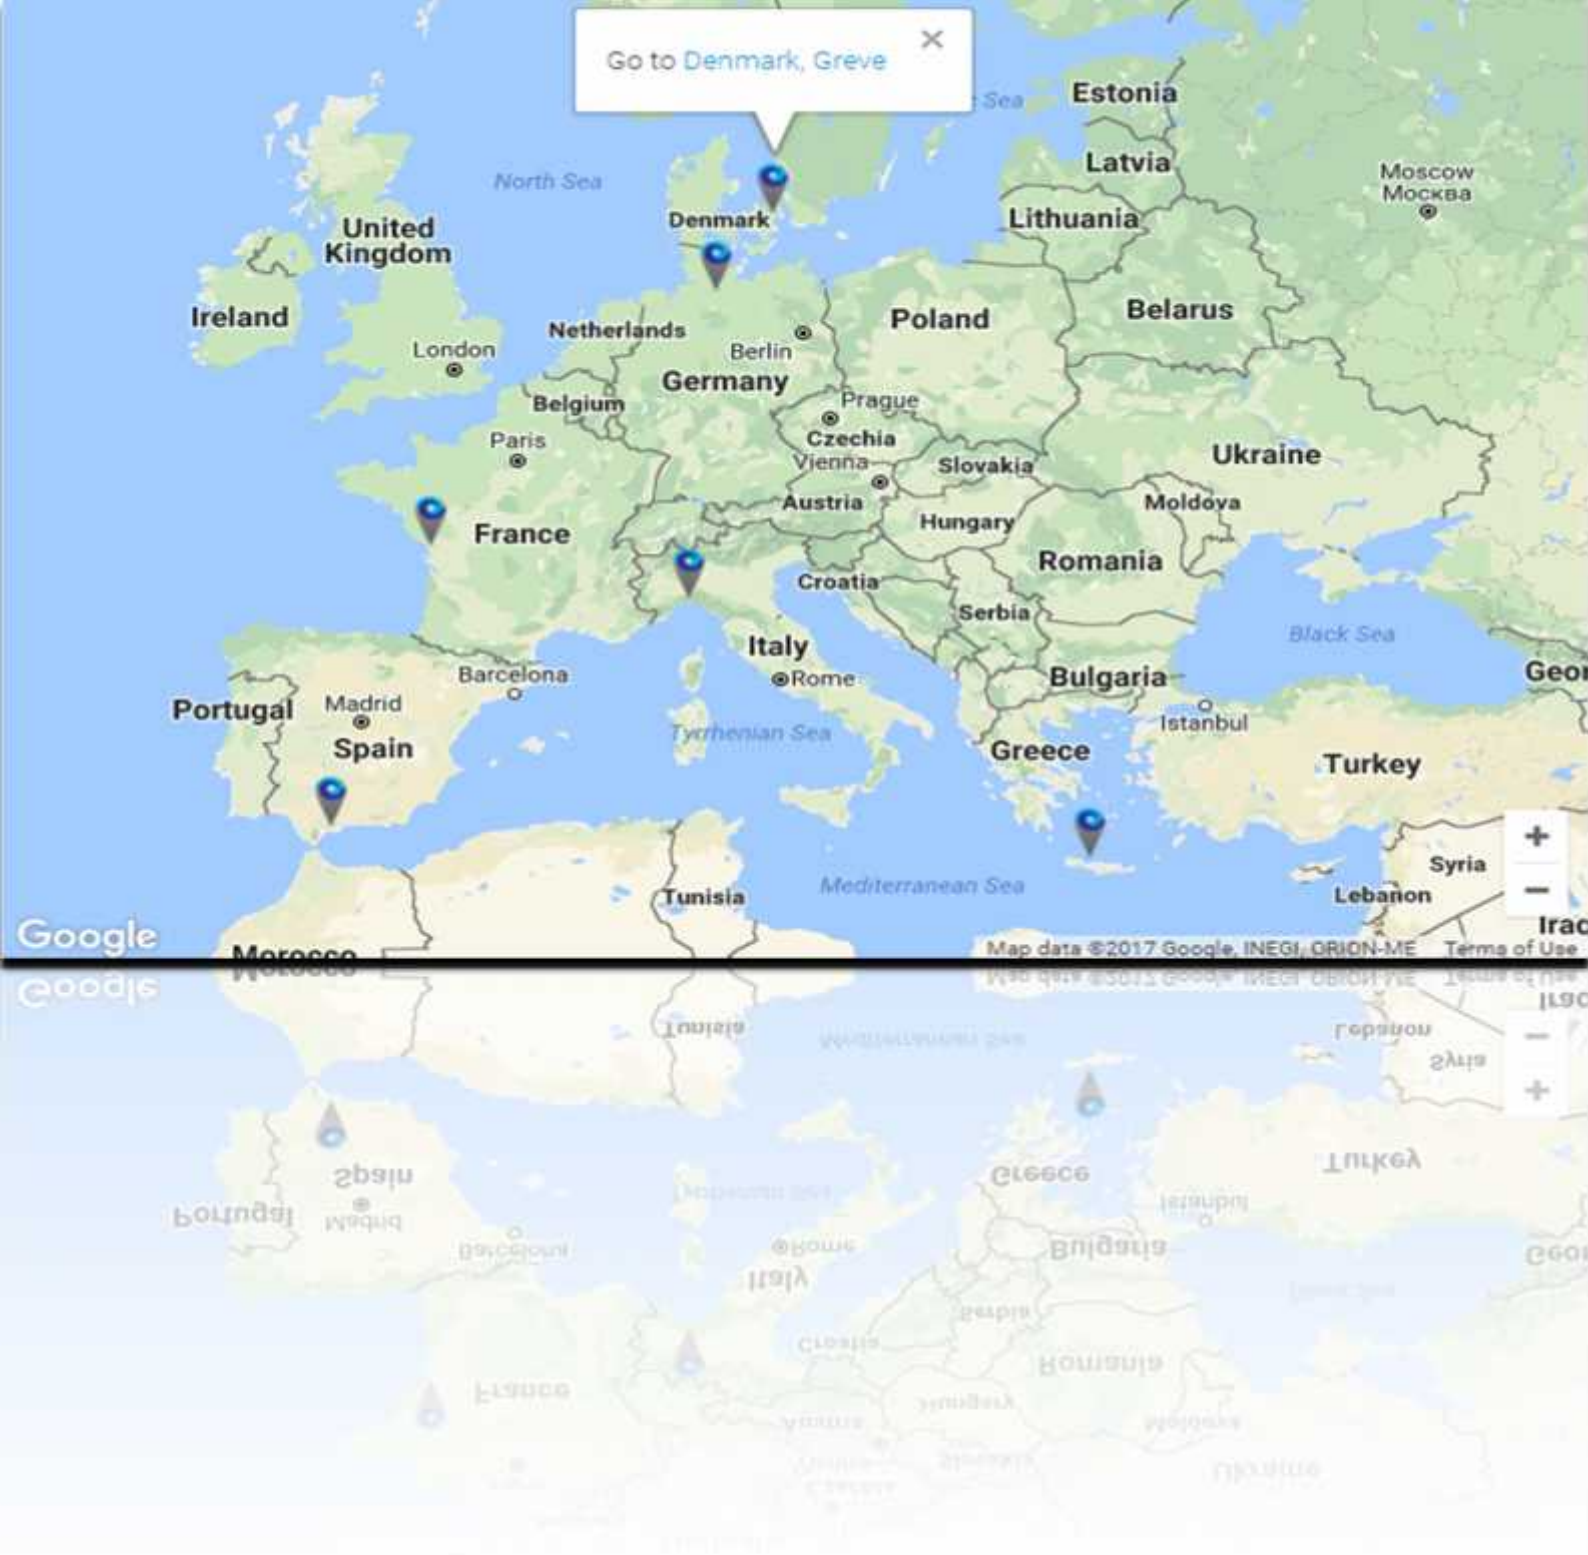 Go to Denmark, Greve
×
Sea
Estonia
Latvia
Moscow
Москва
North Sea
Denmark
Lithuania
United
Kingdom
Ireland
Netherlands
Poland
Belarus
London
Berlin
Germany
Belgium
Prague
Czechia
Paris
Vienna
Slovakia
Ukraine
Austria
Moldova
France
Hungary
Romania
Croatia
Serbia
Black Sea
Italy
Barcelona
Rome
Bulgaria
Geor
Portugal
Madrid
Istanbul
Spain
Tyrrhenian Sea
Greece
Turkey
+
Syria
Mediterranean Sea
−
Tunisia
Lebanon
Irac
Google
Morocco
Map data ©2017 Google, INEGI, ORION-ME
Terms of Use